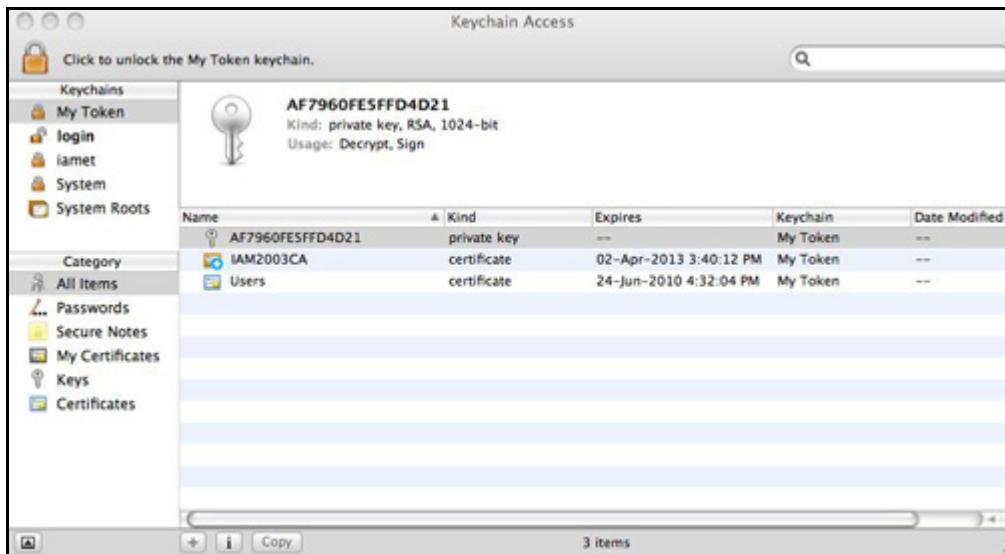 Keychain Access
Click to unlock the My Token keychain.
Keychains
My Token
login
iamet
System
System Roots
AF7960FE5FFD4D21
Kind: private key, RSA, 1024-bit
Usage: Decrypt, Sign
Name Kind Expires Keychain Date Modified
AF7960FE5FFD4D21 private key -- My Token --
IAM2003CA certificate 02-Apr-2013 3:40:12 PM My Token --
Users certificate 24-Jun-2010 4:32:04 PM My Token --
Category
All Items
Passwords
Secure Notes
My Certificates
Keys
Certificates
+ i Copy 3 items